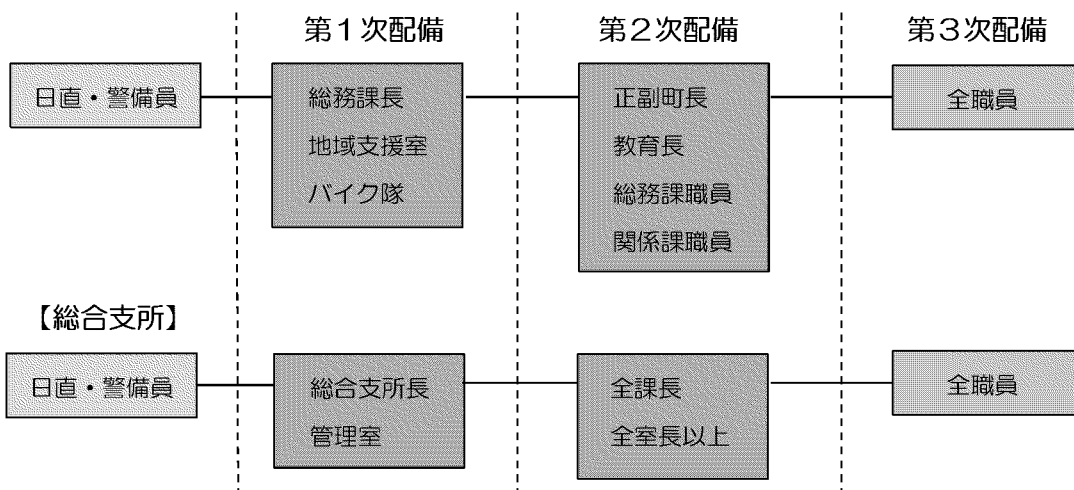 第1次配備
第2次配備
第3次配備
日直・警備員
総務課長
地域支援室
バイク隊
正副町長
教育長
総務課職員
関係課職員
全職員
【総合支所】
日直・警備員
総合支所長
管理室
全課長
全室長以上
全職員